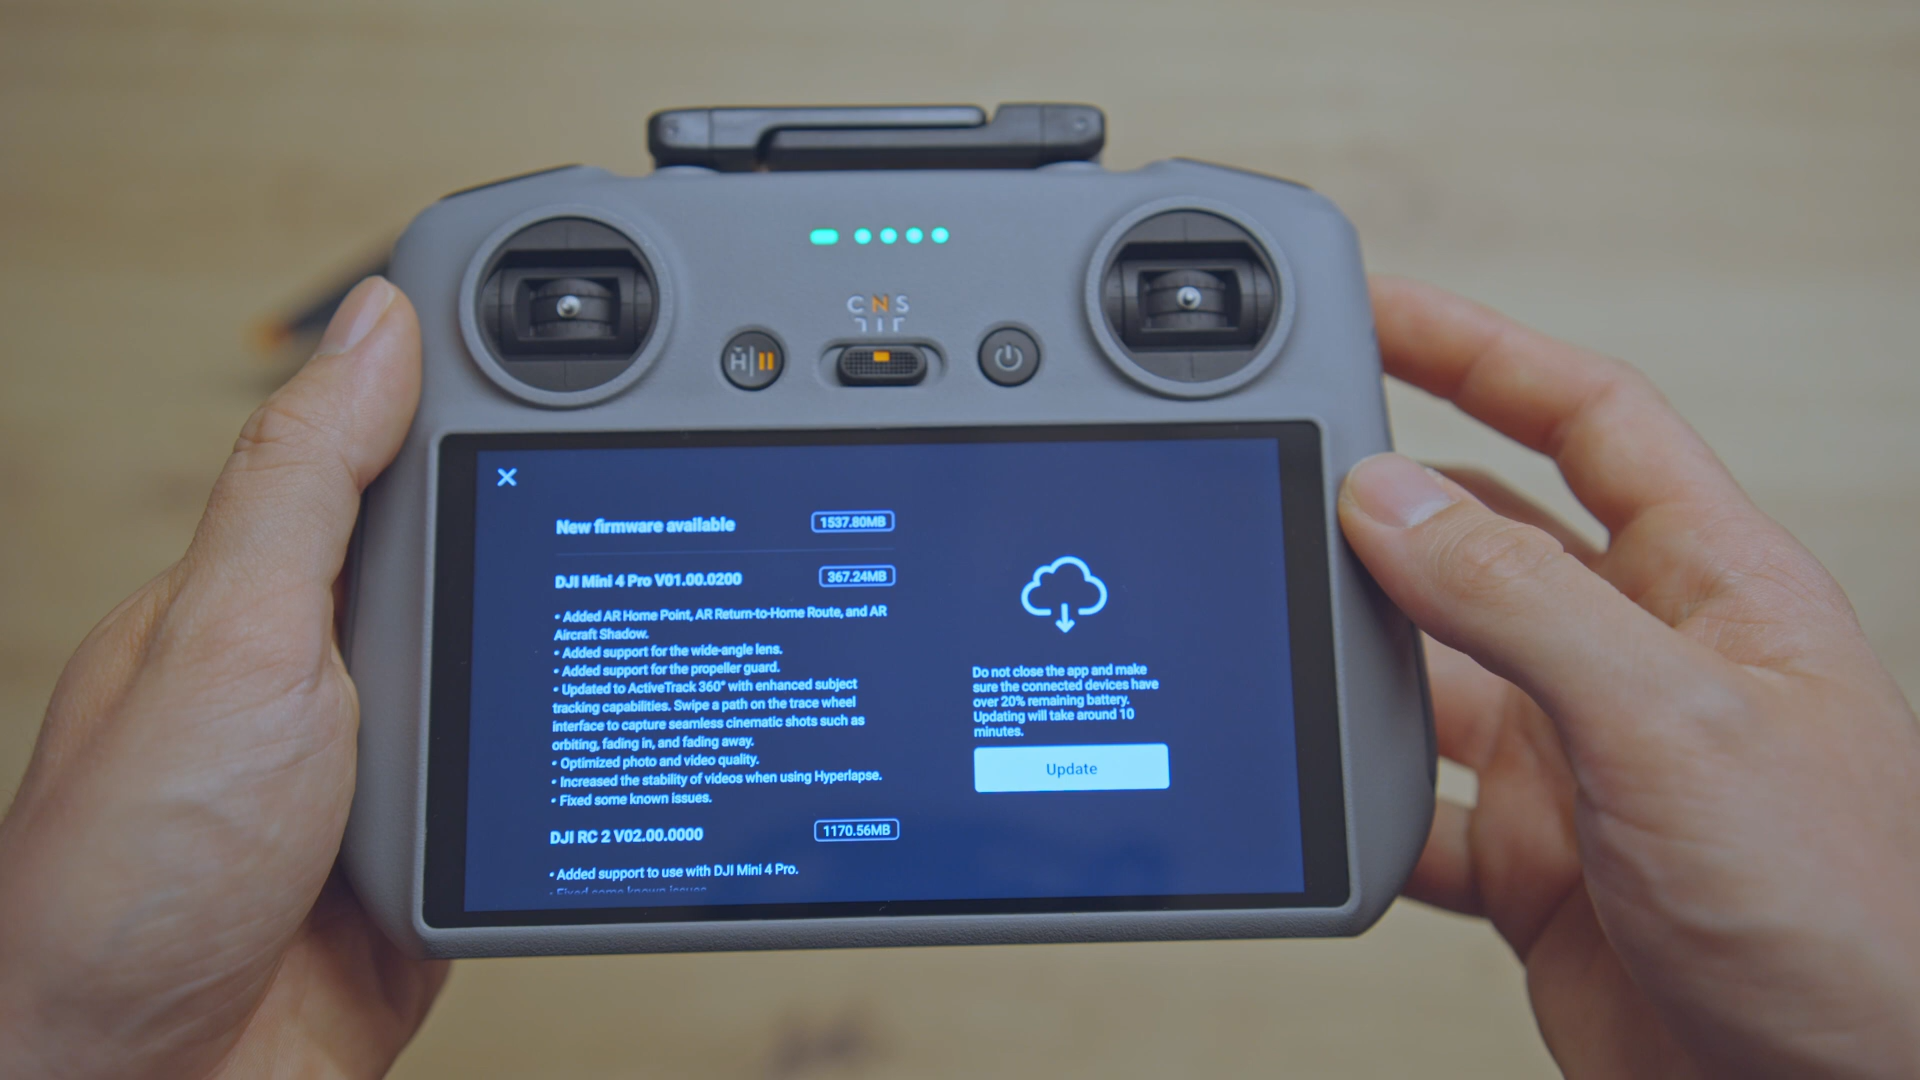 C N S
H
×
New firmware available 1537.80MB
DJI Mini 4 Pro V01.00.0200 367.24MB
• Added AR Home Point, AR Return-to-Home Route, and AR
Aircraft Shadow.
• Added support for the wide-angle lens.
• Added support for the propeller guard.
• Updated to ActiveTrack 360° with enhanced subject
tracking capabilities. Swipe a path on the trace wheel
interface to capture seamless cinematic shots such as
orbiting, fading in, and fading away.
• Optimized photo and video quality.
• Increased the stability of videos when using Hyperlapse.
• Fixed some known issues.
DJI RC 2 V02.00.0000 1170.56MB
• Added support to use with DJI Mini 4 Pro.
• Fixed some known issues.
Do not close the app and make
sure the connected devices have
over 20% remaining battery.
Updating will take around 10
minutes.
Update